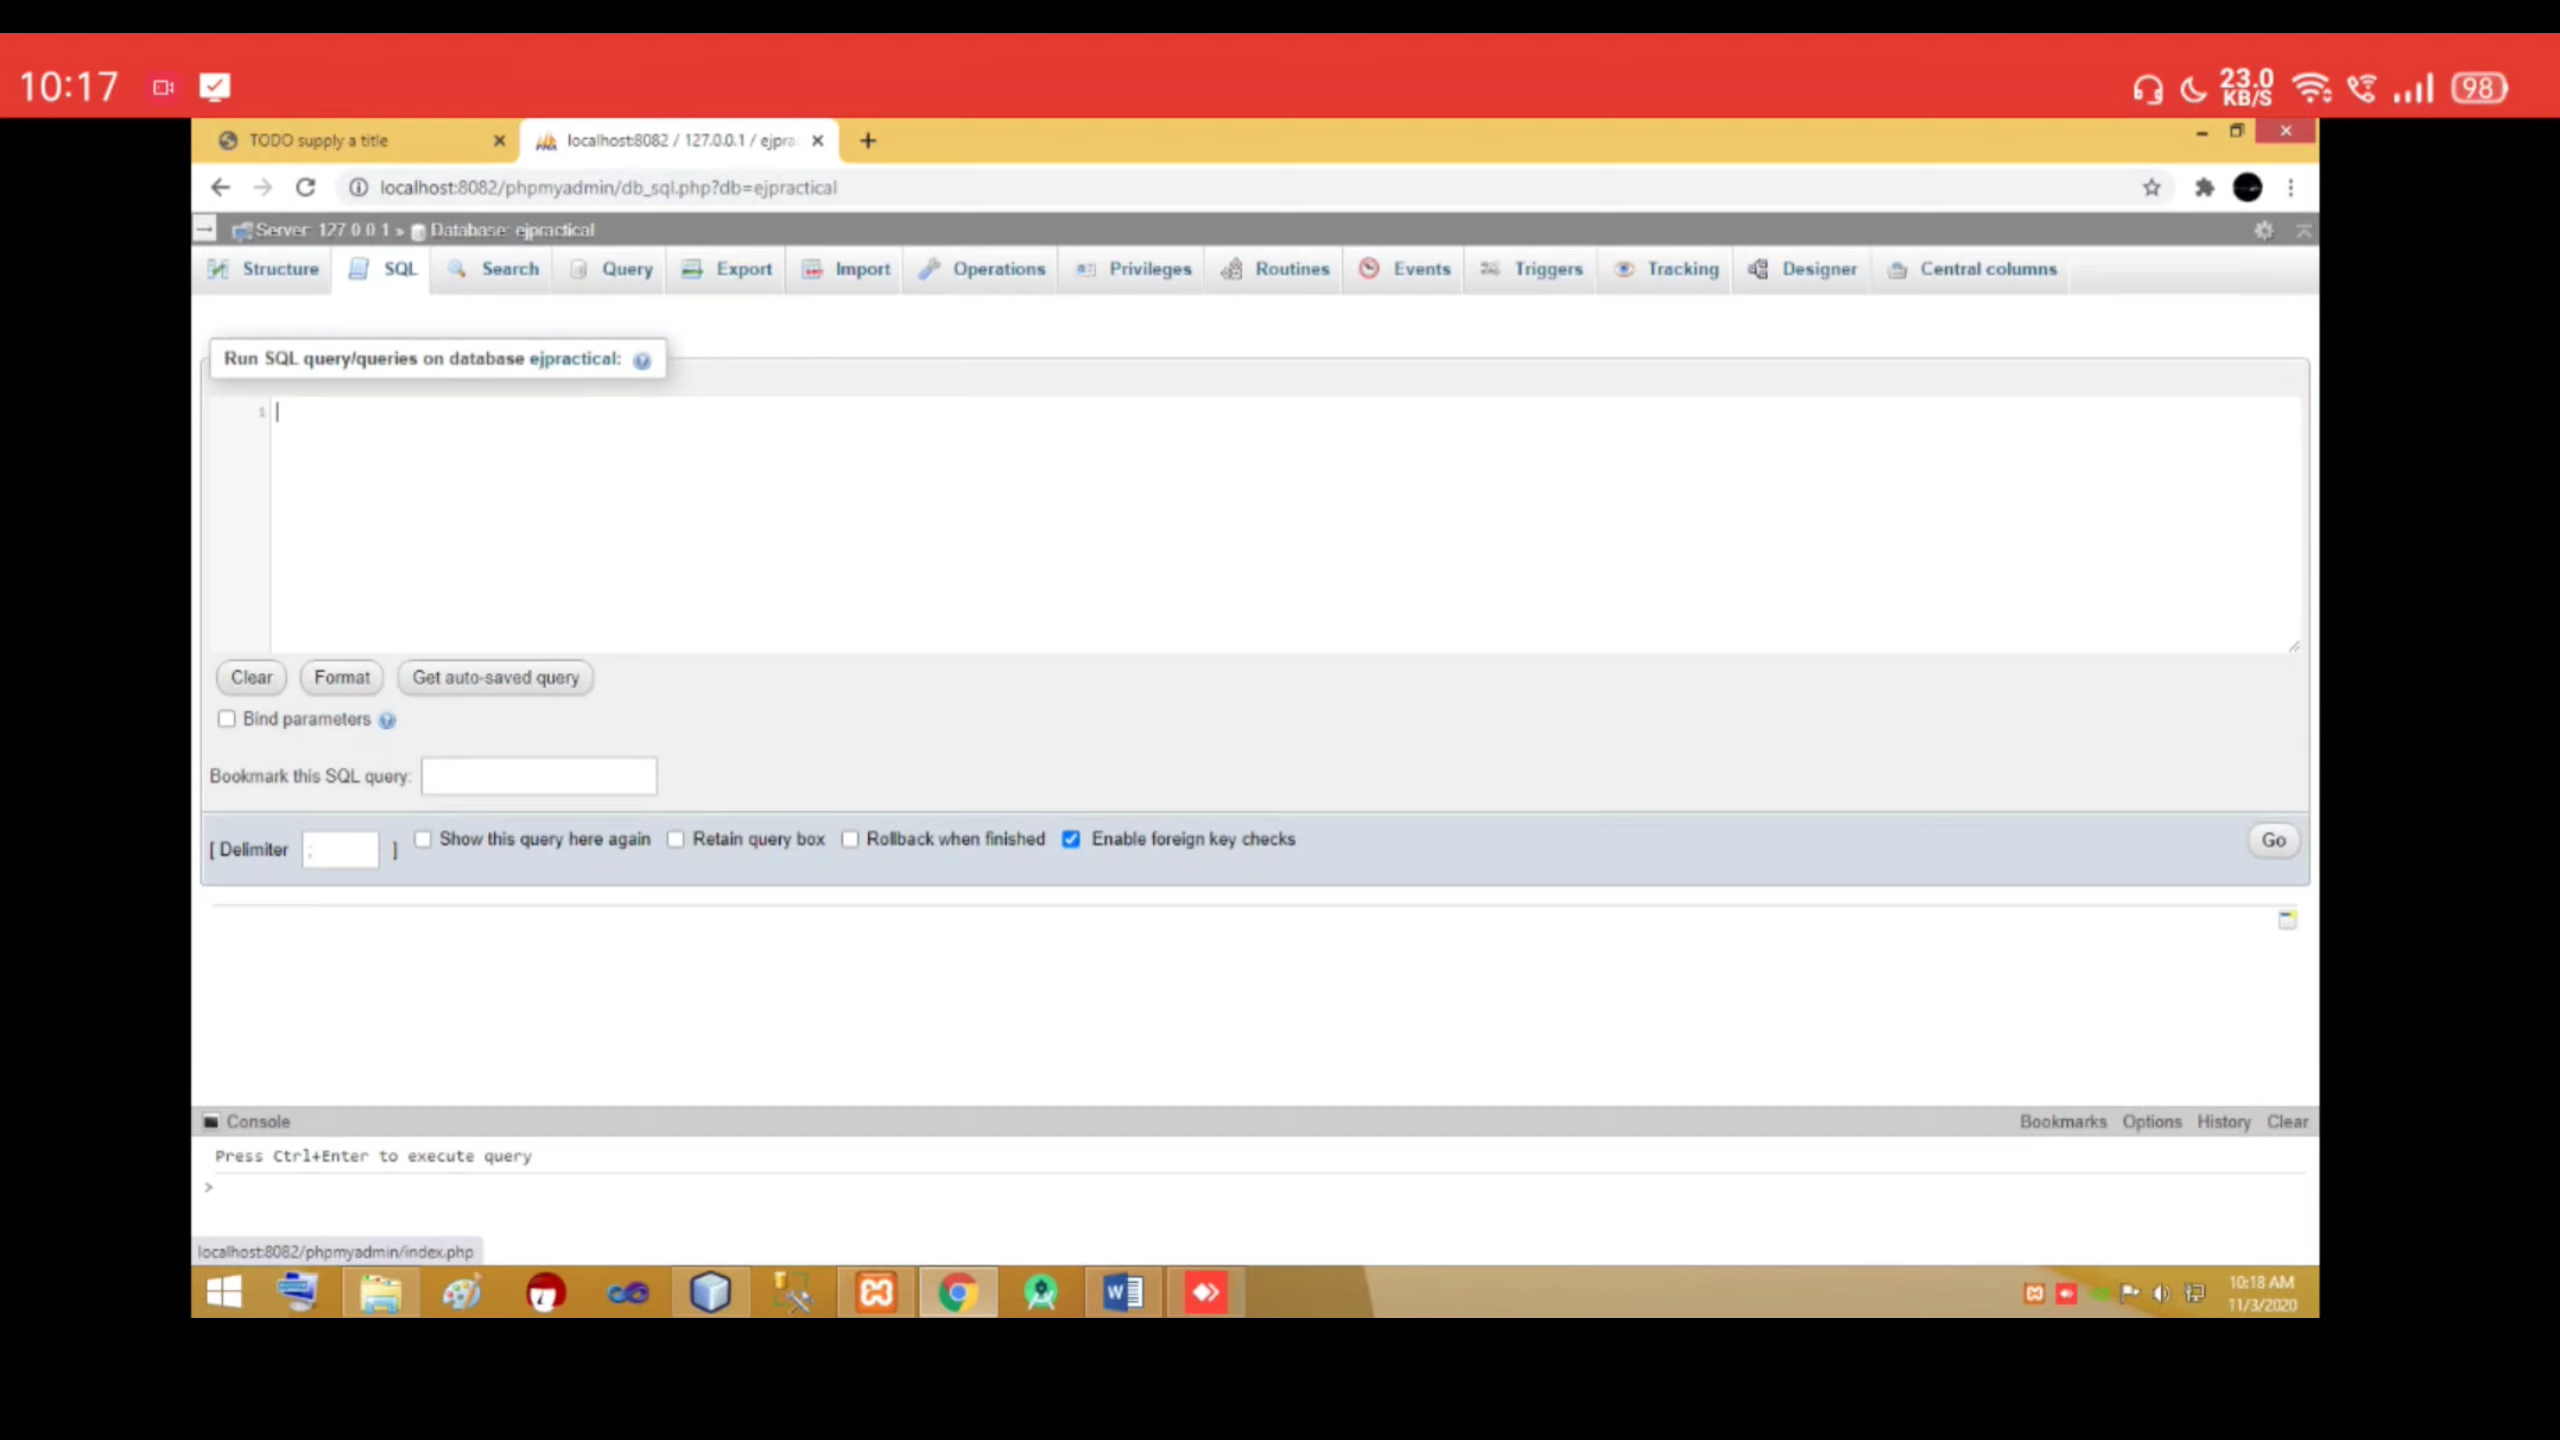 10:17
23.0 KB/S
98
TODO supply a title
localhost:8082 / 127.0.0.1 / ejpra
localhost:8082/phpmyadmin/db_sql.php?db=ejpractical
Server: 127.0.0.1 » Database: ejpractical
Structure SQL Search Query Export Import Operations Privileges Routines Events Triggers Tracking Designer Central columns
Run SQL query/queries on database ejpractical:
1
Clear Format Get auto-saved query
Bind parameters
Bookmark this SQL query:
[ Delimiter ; ] Show this query here again Retain query box Rollback when finished Enable foreign key checks Go
Console Bookmarks Options History Clear
Press Ctrl+Enter to execute query
>
localhost:8082/phpmyadmin/index.php
10:18 AM
11/3/2020